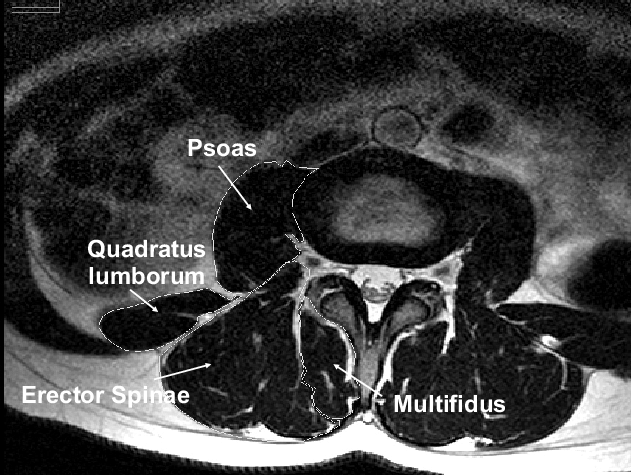 Psoas
Quadratus
lumborum
Erector Spinae
Multifidus